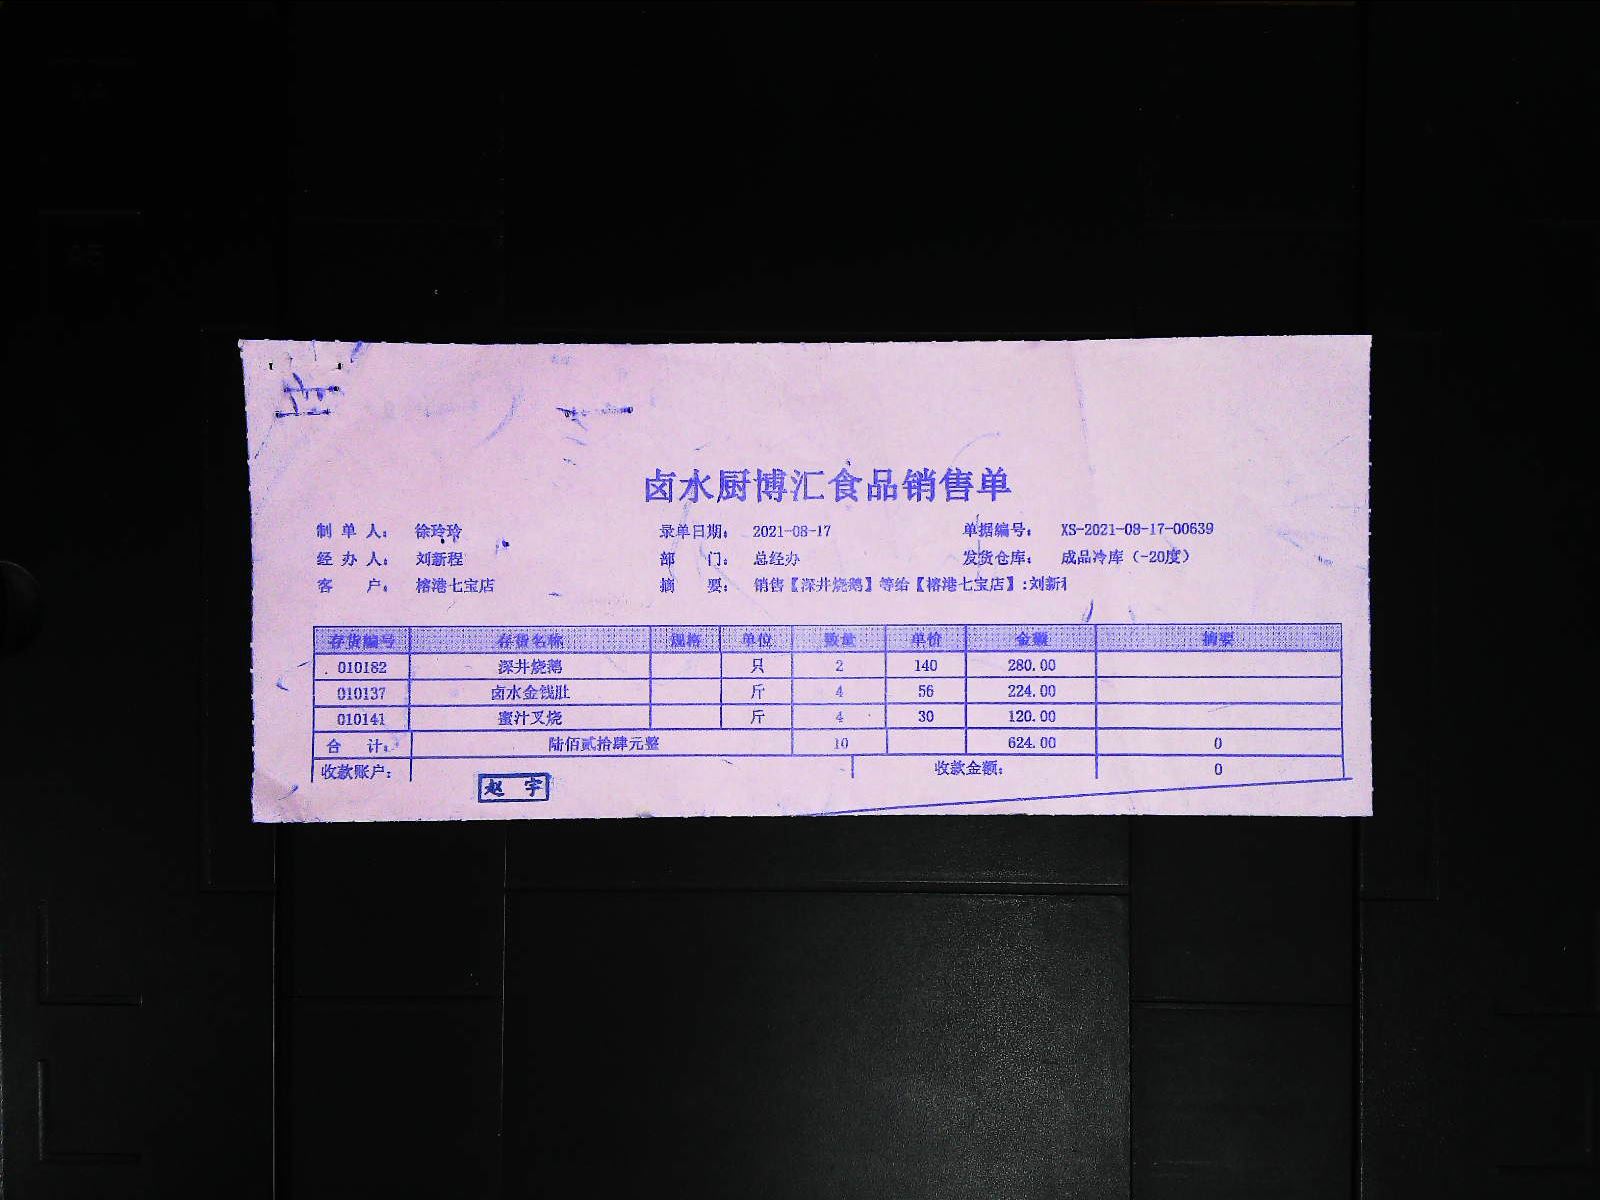 卤水厨博汇食品销售单
制 单 人： 徐玲玲 录单日期： 2021-08-17 单据编号： XS-2021-08-17-00639
经 办 人： 刘新程 部 门： 总经办 发货仓库： 成品冷库（-20度）
客 户： 榕港七宝店 摘 要： 销售【深井烧鹅】等给【榕港七宝店】:刘新
存货编号 存货名称 规格 单位 数量 单价 金额 摘要
010182 深井烧鹅 只 2 140 280.00
010137 卤水金钱肚 斤 4 56 224.00
010141 蜜汁叉烧 斤 4 30 120.00
合 计： 陆佰贰拾肆元整 10 624.00 0
收款账户： 收款金额： 0
赵 宇